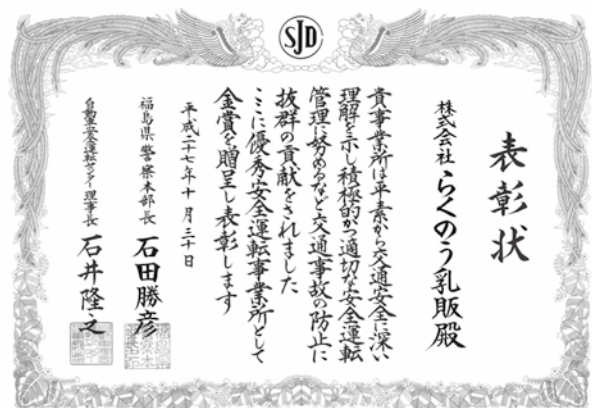 SJD
表彰状
株式会社 らくのう乳販殿
貴事業所は平素から交通安全に深い
理解を示し積極的かつ適切な安全運転
管理に努めるなど交通事故の防止に
抜群の貢献をされました
ここに優秀安全運転事業所として
金賞を贈呈し表彰します
平成二十七年十月三十日
福島県警察本部長 石田勝彦
自動車安全運転センター理事長 石井隆之